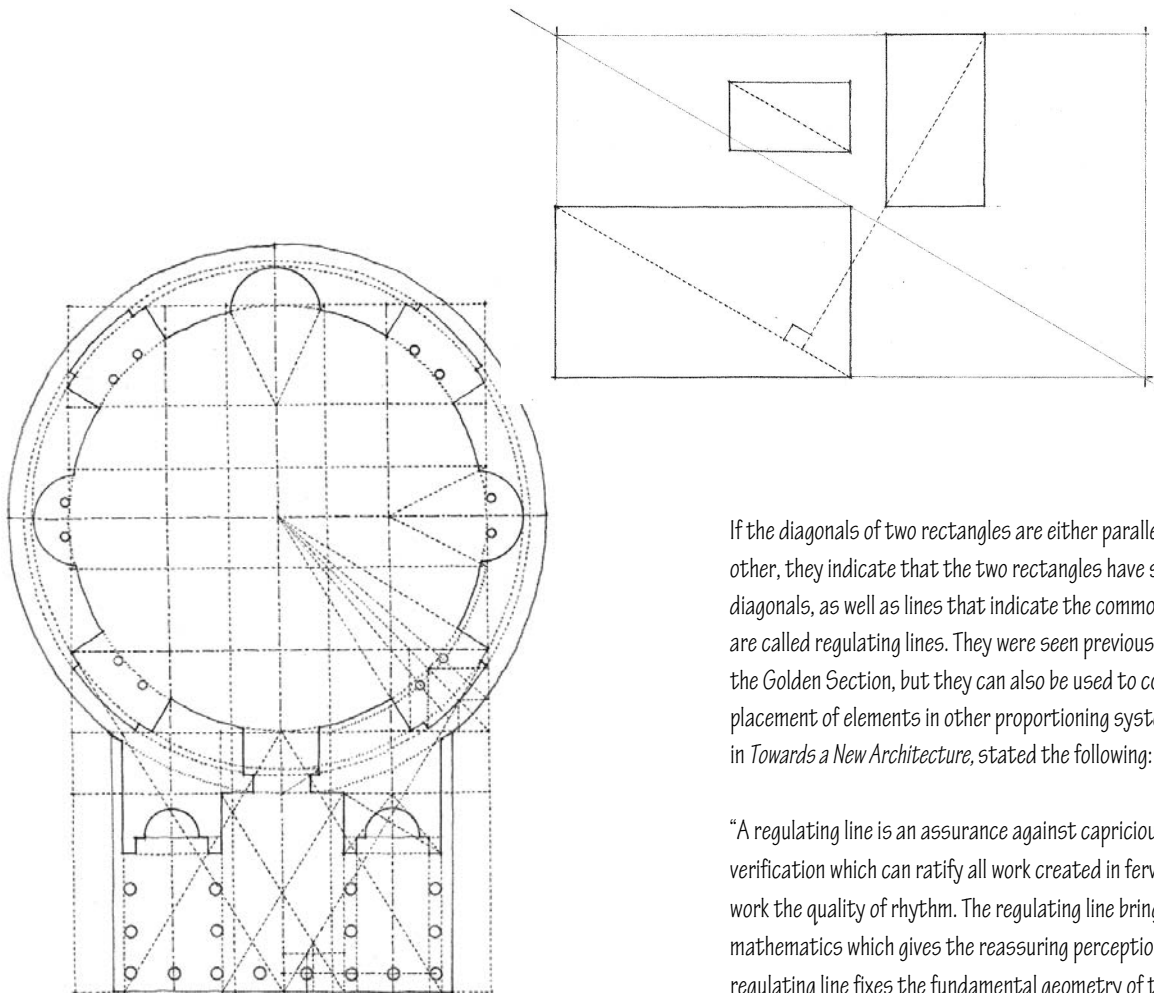 If the diagonals of two rectangles are either paralle
other, they indicate that the two rectangles have s
diagonals, as well as lines that indicate the commo
are called regulating lines. They were seen previous
the Golden Section, but they can also be used to co
placement of elements in other proportioning syste
in Towards a New Architecture, stated the following:
“A regulating line is an assurance against capriciou
verification which can ratify all work created in ferv
work the quality of rhythm. The regulating line bring
mathematics which gives the reassuring perceptio
regulating line fixes the fundamental geometry of t